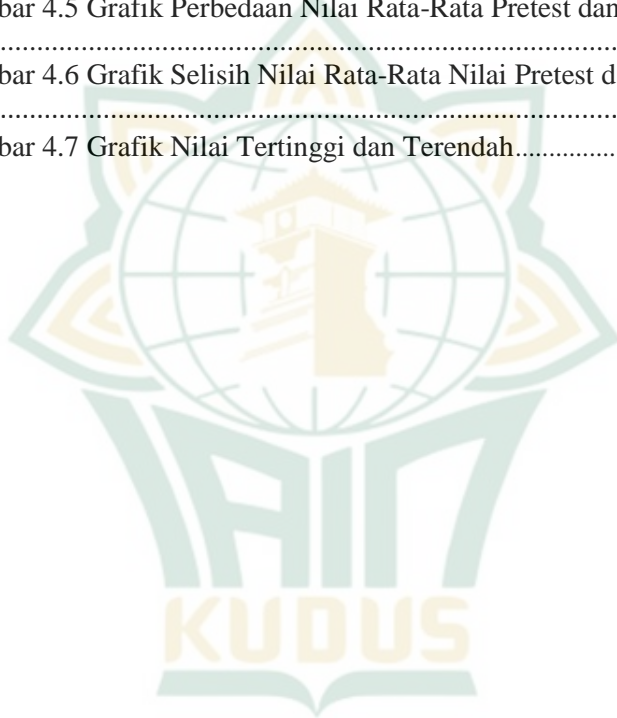 bar 4.5 Grafik Perbedaan Nilai Rata-Rata Pretest dan
....................................................................................................
bar 4.6 Grafik Selisih Nilai Rata-Rata Nilai Pretest d
....................................................................................................
bar 4.7 Grafik Nilai Tertinggi dan Terendah...............
IAIN
KUDUS